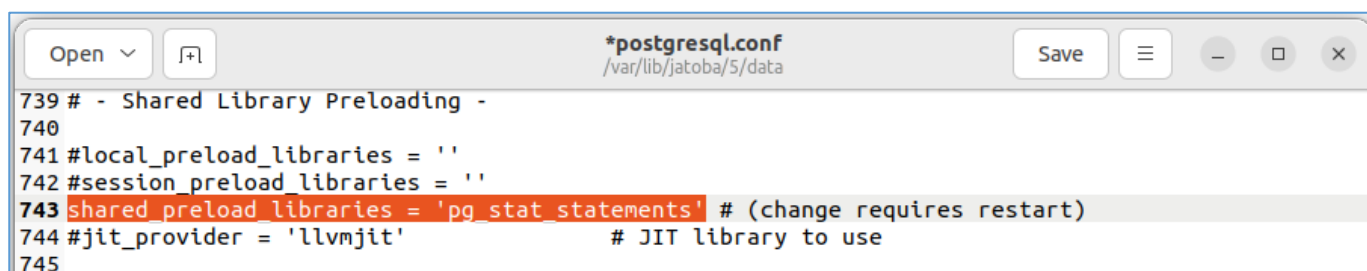 Open
*postgresql.conf
/var/lib/jatoba/5/data
Save
739 # - Shared Library Preloading -
740
741 #local_preload_libraries = ''
742 #session_preload_libraries = ''
743 shared_preload_libraries = 'pg_stat_statements' # (change requires restart)
744 #jit_provider = 'llvmjit' # JIT library to use
745